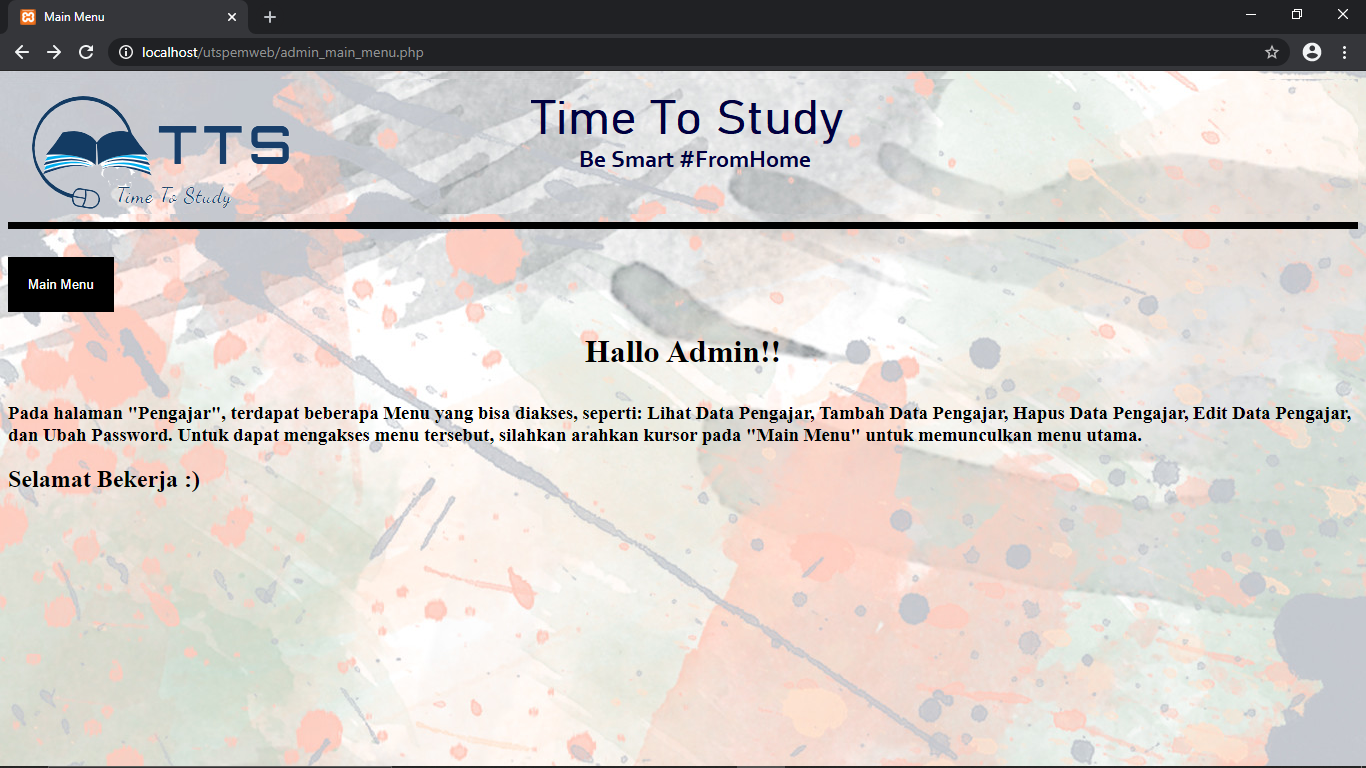 Main Menu
localhost/utspemweb/admin_main_menu.php
TTS
Time To Study
Time To Study
Be Smart #FromHome
Main Menu
Hallo Admin!!
Pada halaman "Pengajar", terdapat beberapa Menu yang bisa diakses, seperti: Lihat Data Pengajar, Tambah Data Pengajar, Hapus Data Pengajar, Edit Data Pengajar,
dan Ubah Password. Untuk dapat mengakses menu tersebut, silahkan arahkan kursor pada "Main Menu" untuk memunculkan menu utama.
Selamat Bekerja :)